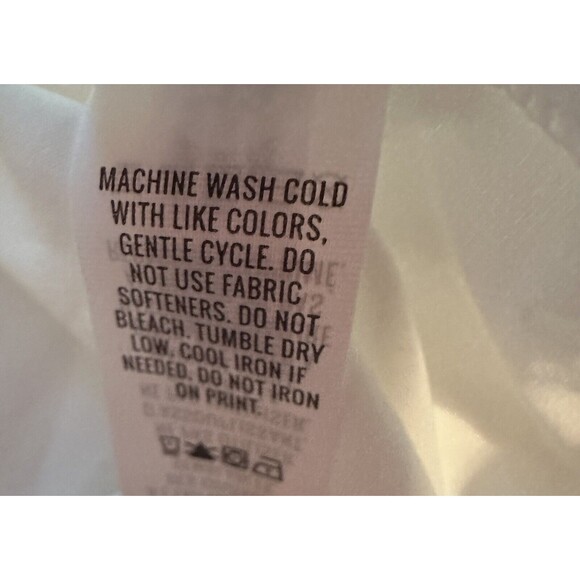 MACHINE WASH COLD
WITH LIKE COLORS,
GENTLE CYCLE. DO
NOT USE FABRIC
SOFTENERS. DO NOT
BLEACH. TUMBLE DRY
LOW, COOL IRON IF
NEEDED, DO NOT IRON
ON PRINT.